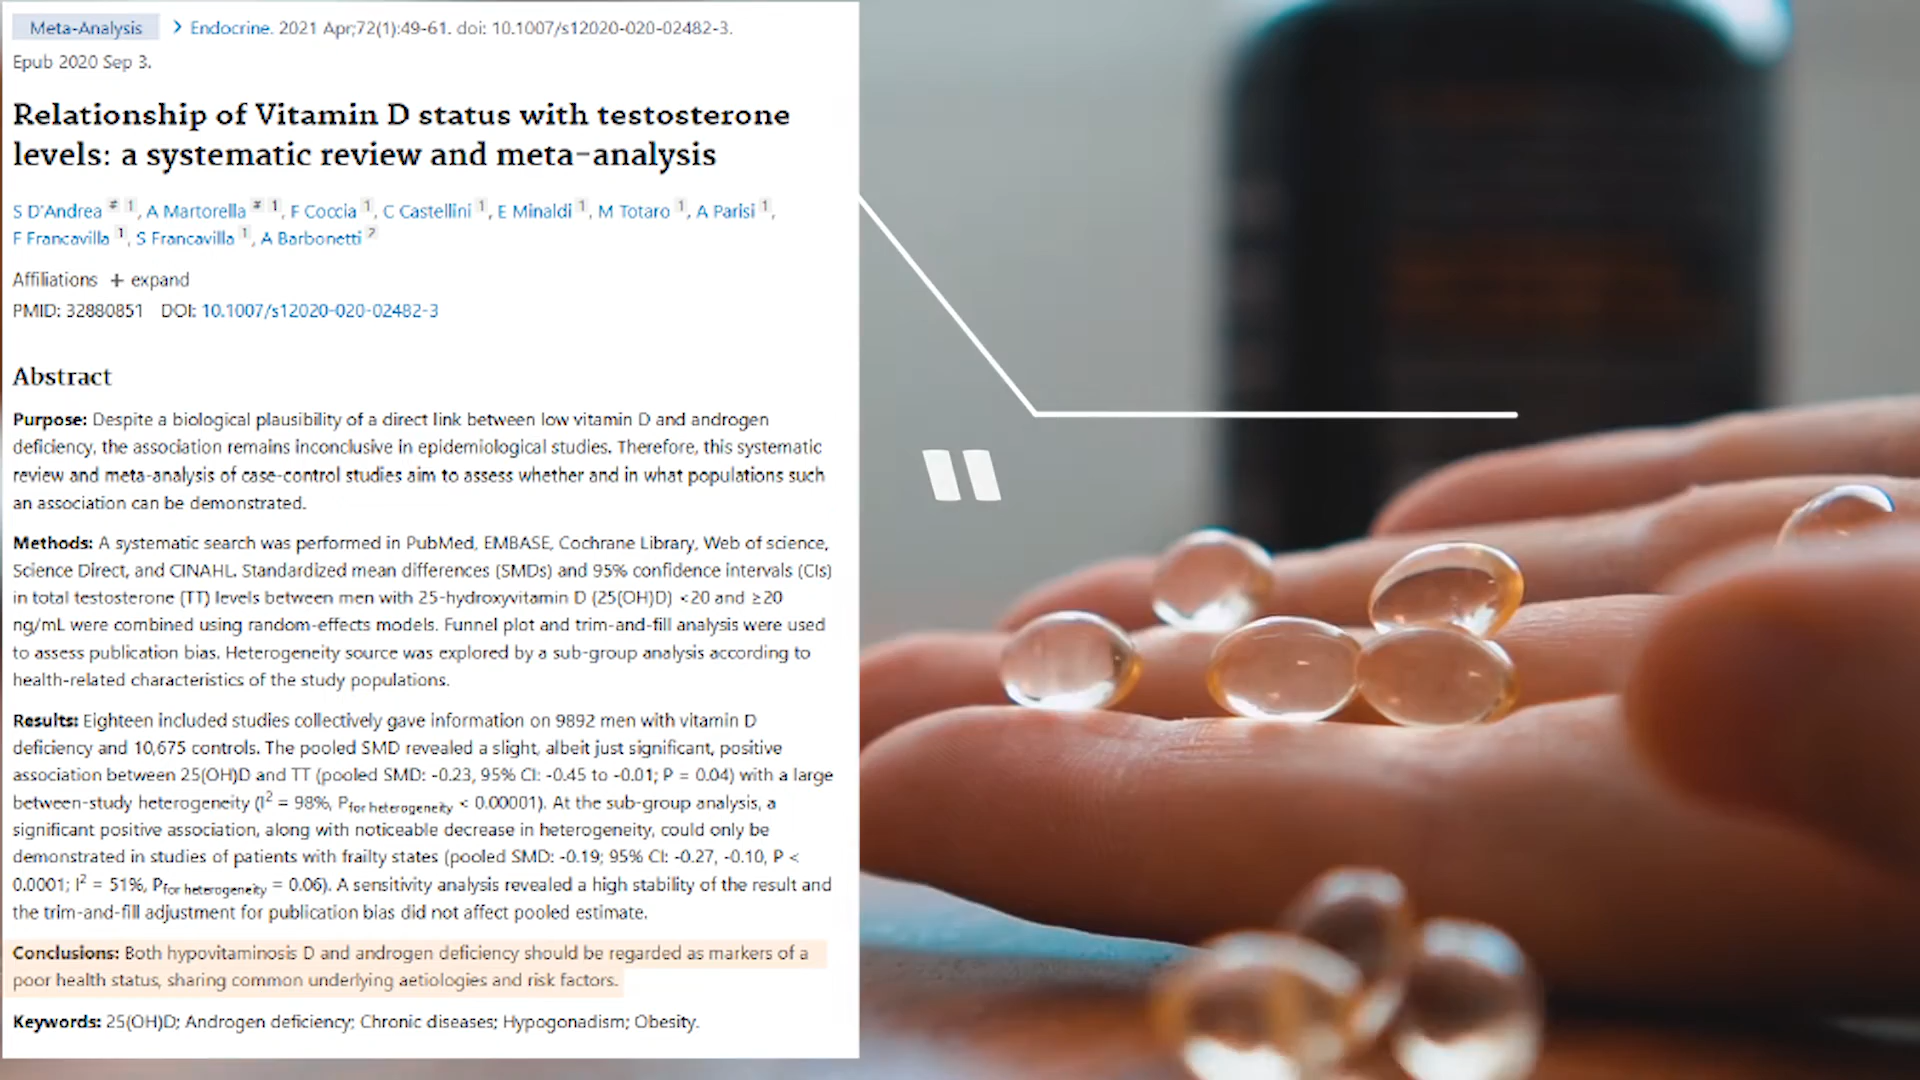 Meta-Analysis > Endocrine. 2021 Apr;72(1):49-61. doi: 10.1007/s12020-020-02482-3.
Epub 2020 Sep 3.
Relationship of Vitamin D status with testosterone
levels: a systematic review and meta-analysis
S D'Andrea # 1, A Martorella # 1, F Coccia 1, C Castellini 1, E Minaldi 1, M Totaro 1, A Parisi 1,
F Francavilla 1, S Francavilla 1, A Barbonetti 2
Affiliations + expand
PMID: 32880851 DOI: 10.1007/s12020-020-02482-3
Abstract
Purpose: Despite a biological plausibility of a direct link between low vitamin D and androgen
deficiency, the association remains inconclusive in epidemiological studies. Therefore, this systematic
review and meta-analysis of case-control studies aim to assess whether and in what populations such
an association can be demonstrated.
Methods: A systematic search was performed in PubMed, EMBASE, Cochrane Library, Web of science,
Science Direct, and CINAHL. Standardized mean differences (SMDs) and 95% confidence intervals (CIs)
in total testosterone (TT) levels between men with 25-hydroxyvitamin D (25(OH)D) <20 and ≥20
ng/mL were combined using random-effects models. Funnel plot and trim-and-fill analysis were used
to assess publication bias. Heterogeneity source was explored by a sub-group analysis according to
health-related characteristics of the study populations.
Results: Eighteen included studies collectively gave information on 9892 men with vitamin D
deficiency and 10,675 controls. The pooled SMD revealed a slight, albeit just significant, positive
association between 25(OH)D and TT (pooled SMD: -0.23, 95% CI: -0.45 to -0.01; P = 0.04) with a large
between-study heterogeneity (I2 = 98%, Pfor heterogeneity < 0.00001). At the sub-group analysis, a
significant positive association, along with noticeable decrease in heterogeneity, could only be
demonstrated in studies of patients with frailty states (pooled SMD: -0.19; 95% CI: -0.27, -0.10, P <
0.0001; I2 = 51%, Pfor heterogeneity = 0.06). A sensitivity analysis revealed a high stability of the result and
the trim-and-fill adjustment for publication bias did not affect pooled estimate.
Conclusions: Both hypovitaminosis D and androgen deficiency should be regarded as markers of a
poor health status, sharing common underlying aetiologies and risk factors.
Keywords: 25(OH)D; Androgen deficiency; Chronic diseases; Hypogonadism; Obesity.
"